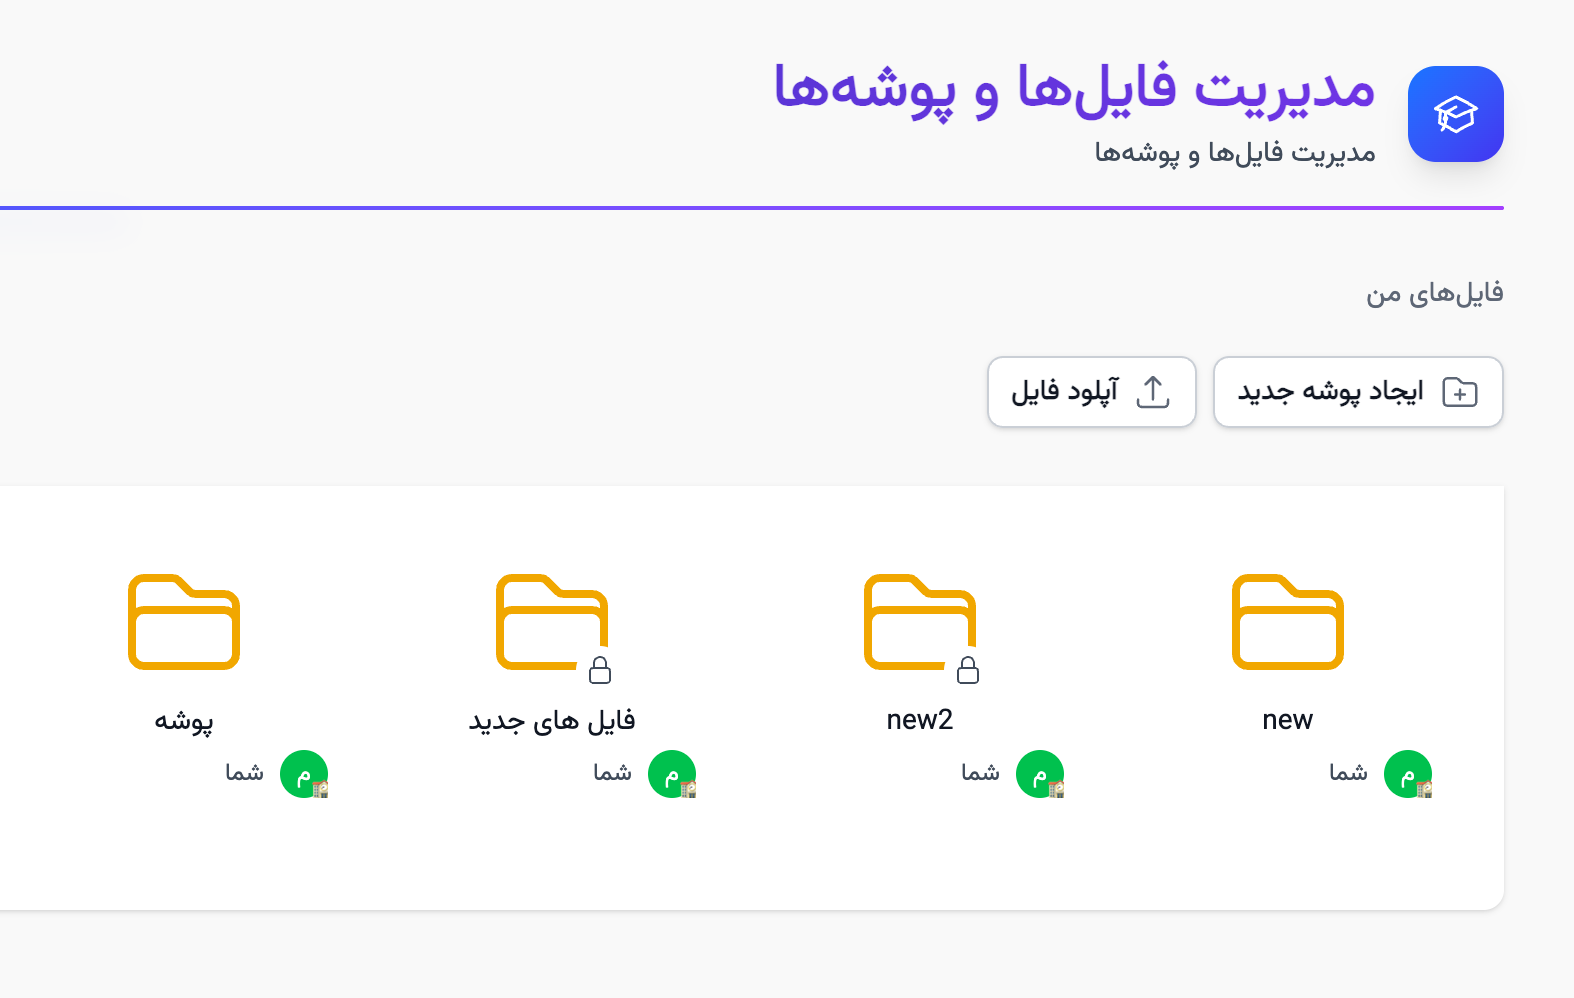 مدیریت فایل‌ها و پوشه‌ها
مدیریت فایل‌ها و پوشه‌ها
فایل‌های من
ایجاد پوشه جدید
آپلود فایل
new
م
شما
new2
م
شما
فایل های جدید
م
شما
پوشه
م
شما